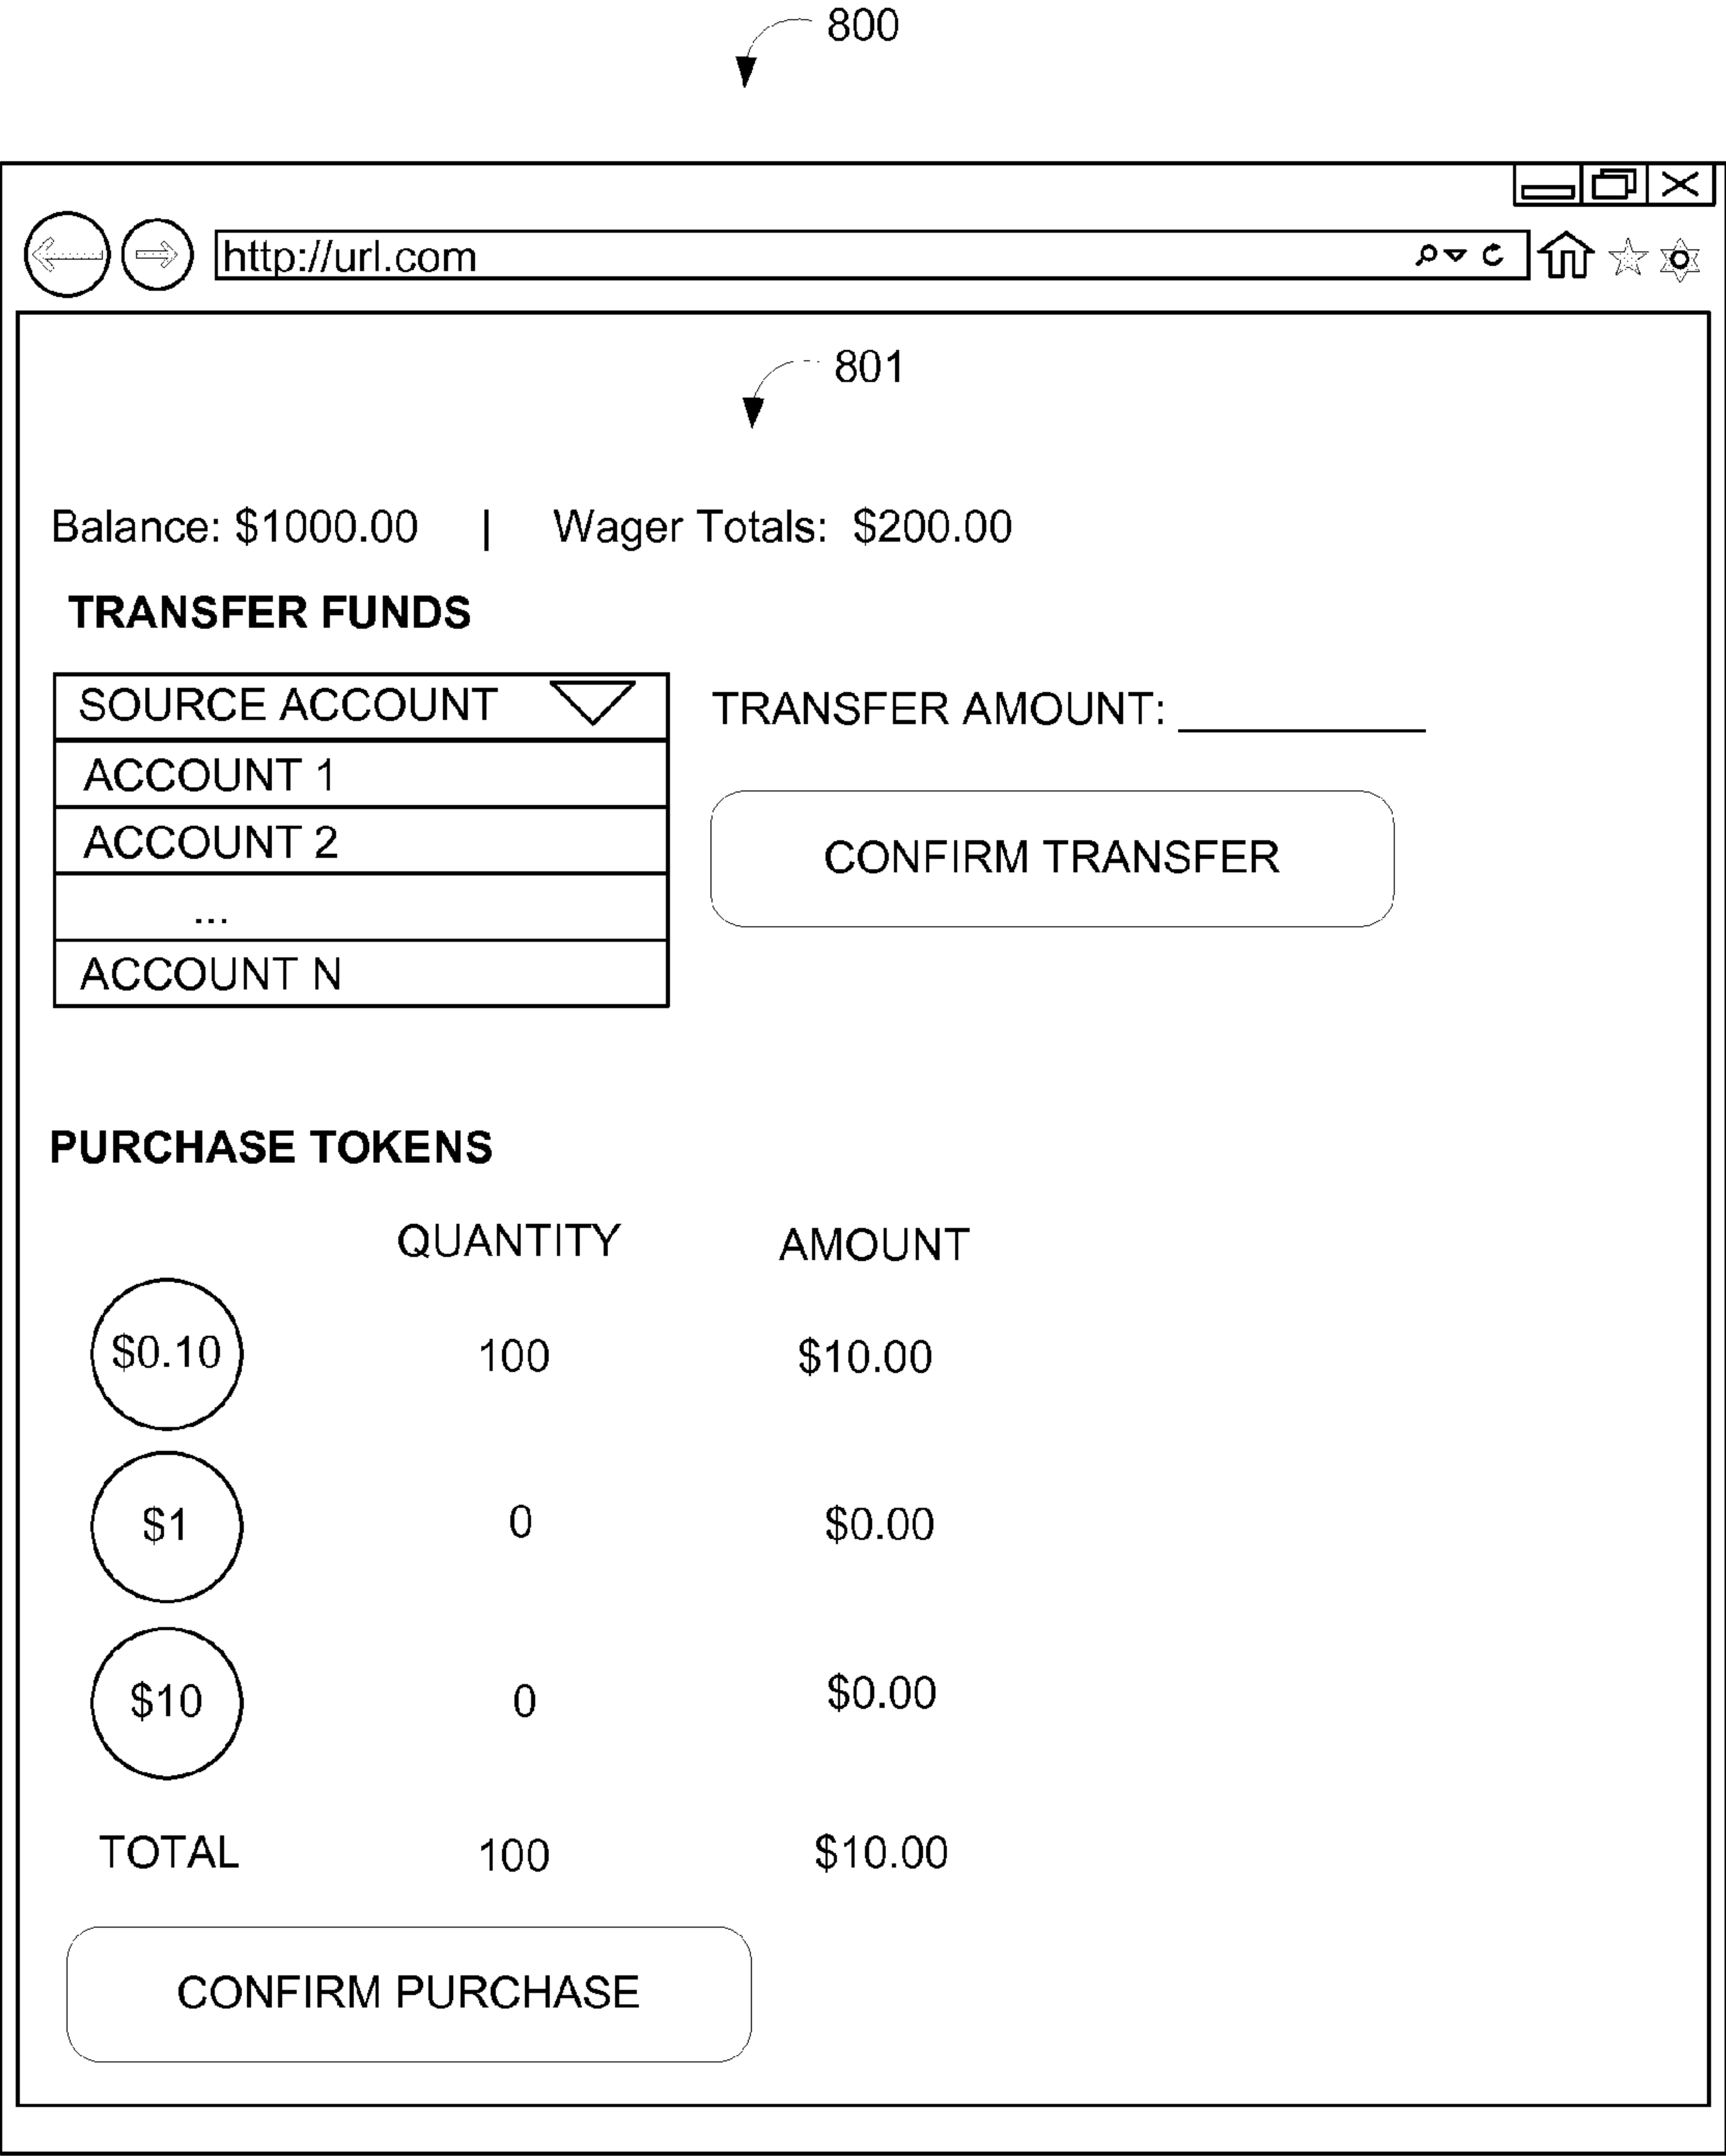 800
http://url.com
801
Balance: $1000.00 | Wager Totals: $200.00
TRANSFER FUNDS
SOURCE ACCOUNT
TRANSFER AMOUNT:
ACCOUNT 1
ACCOUNT 2
CONFIRM TRANSFER
...
ACCOUNT N
PURCHASE TOKENS
QUANTITY AMOUNT
$0.10 100 $10.00
$1 0 $0.00
$10 0 $0.00
TOTAL 100 $10.00
CONFIRM PURCHASE